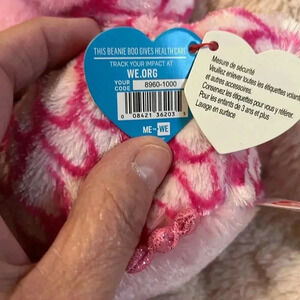 THIS BEANIE BOO GIVES HEALTHCARE
TRACK YOUR IMPACT AT
WE.ORG
YOUR
CODE
8960-1000
0 08421 36203
ME to WE
Mesure de sécurité
Veuillez enlever toutes les étiquettes volantes
et autres accessoires.
Conservez les étiquettes pour vous y référer.
Pour les enfants de 3 ans et plus
Lavage en surface